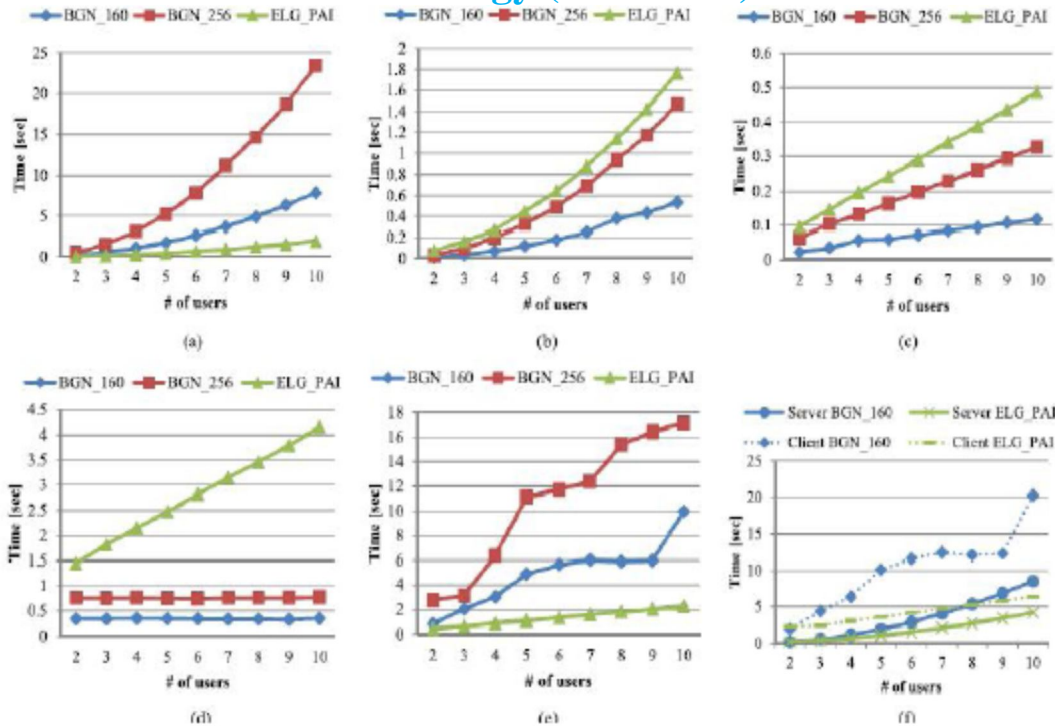 BGN_160 BGN_256 ELG_PAI
Time [sec]
25
20
15
10
5
0
2 3 4 5 6 7 8 9 10
# of users
(a)
BGN_160 BGN_256 ELG_PAI
Time [sec]
2
1.8
1.6
1.4
1.2
1
0.8
0.6
0.4
0.2
0
2 3 4 5 6 7 8 9 10
# of users
(b)
BGN_160 BGN_256 ELG_PAI
Time [sec]
0.6
0.5
0.4
0.3
0.2
0.1
0
2 3 4 5 6 7 8 9 10
# of users
(c)
BGN_160 BGN_256 ELG_PAI
Time [sec]
4.5
4
3.5
3
2.5
2
1.5
1
0.5
0
2 3 4 5 6 7 8 9 10
# of users
(d)
BGN_160 BGN_256 ELG_PAI
Time [sec]
18
16
14
12
10
8
6
4
2
0
2 3 4 5 6 7 8 9 10
# of users
(e)
Server BGN_160 Server ELG_PAI
Client BGN_160 Client ELG_PAI
Time [sec]
25
20
15
10
5
0
2 3 4 5 6 7 8 9 10
# of users
(f)